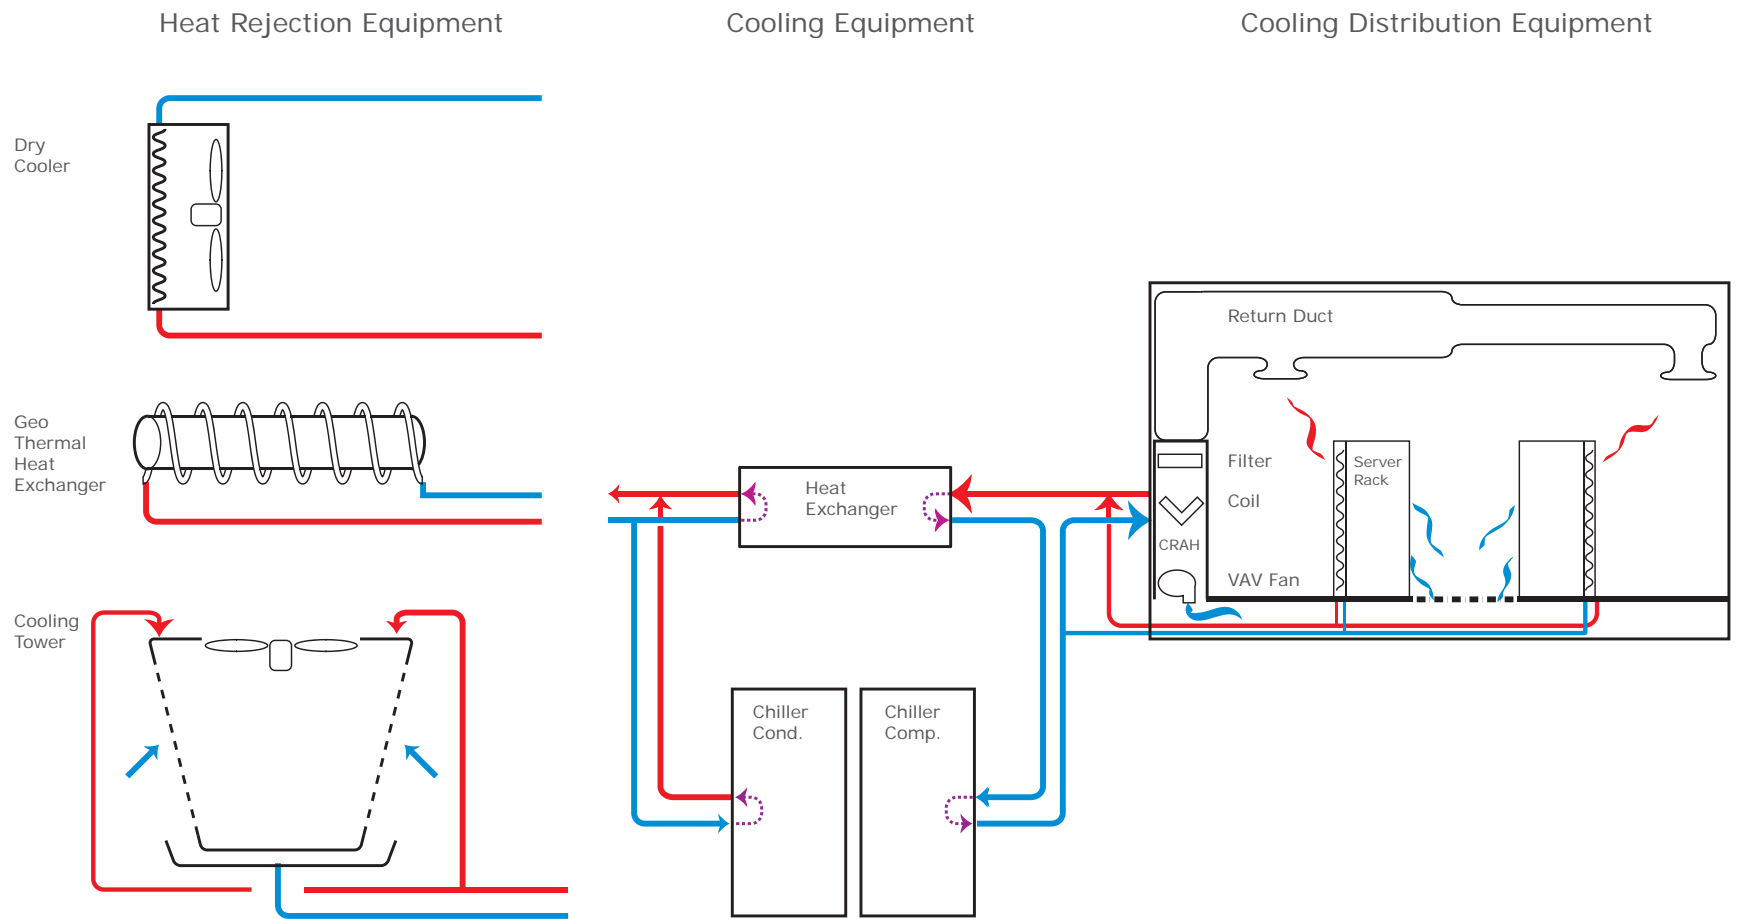 Heat Rejection Equipment
Cooling Equipment
Cooling Distribution Equipment
Dry
Cooler
Geo
Thermal
Heat
Exchanger
Cooling
Tower
Heat
Exchanger
Chiller
Cond.
Chiller
Comp.
Return Duct
Filter
Coil
CRAH
VAV Fan
Server
Rack